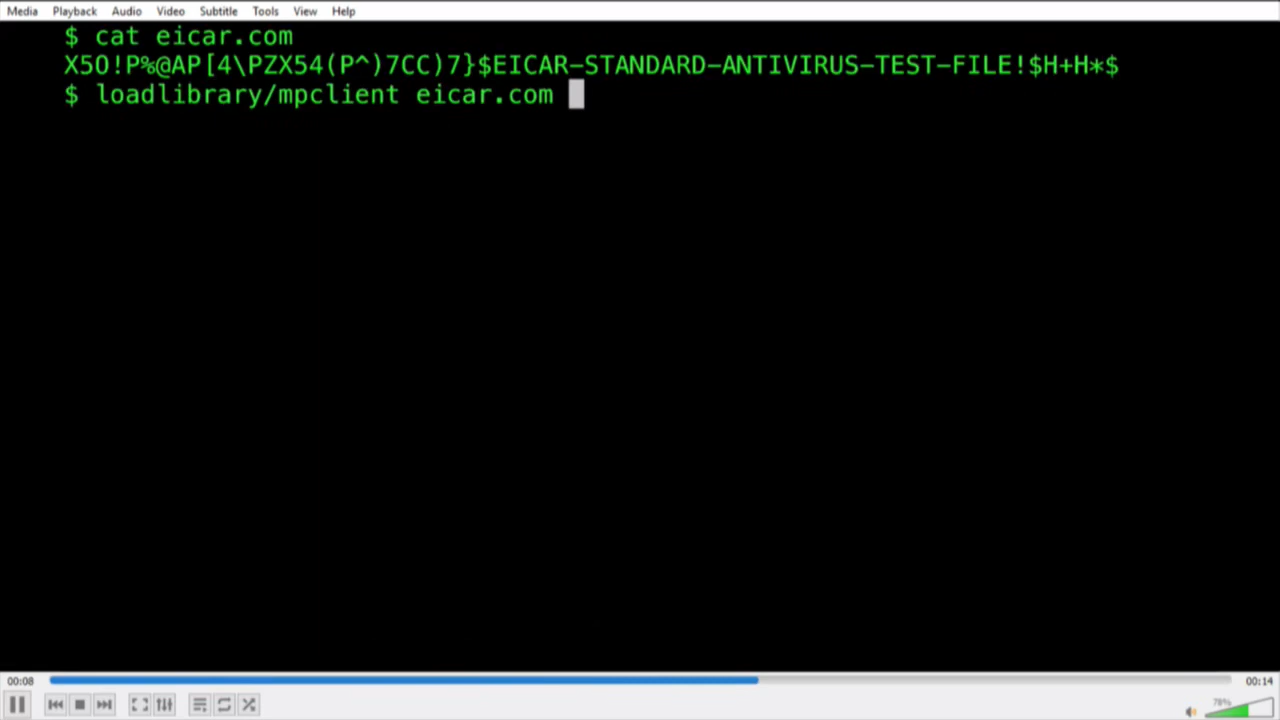 Media Playback Audio Video Subtitle Tools View Help
$ cat eicar.com
X5O!P%@AP[4\PZX54(P^)7CC)7}$EICAR-STANDARD-ANTIVIRUS-TEST-FILE!$H+H*$
$ loadlibrary/mpclient eicar.com
00:08 00:14
78%